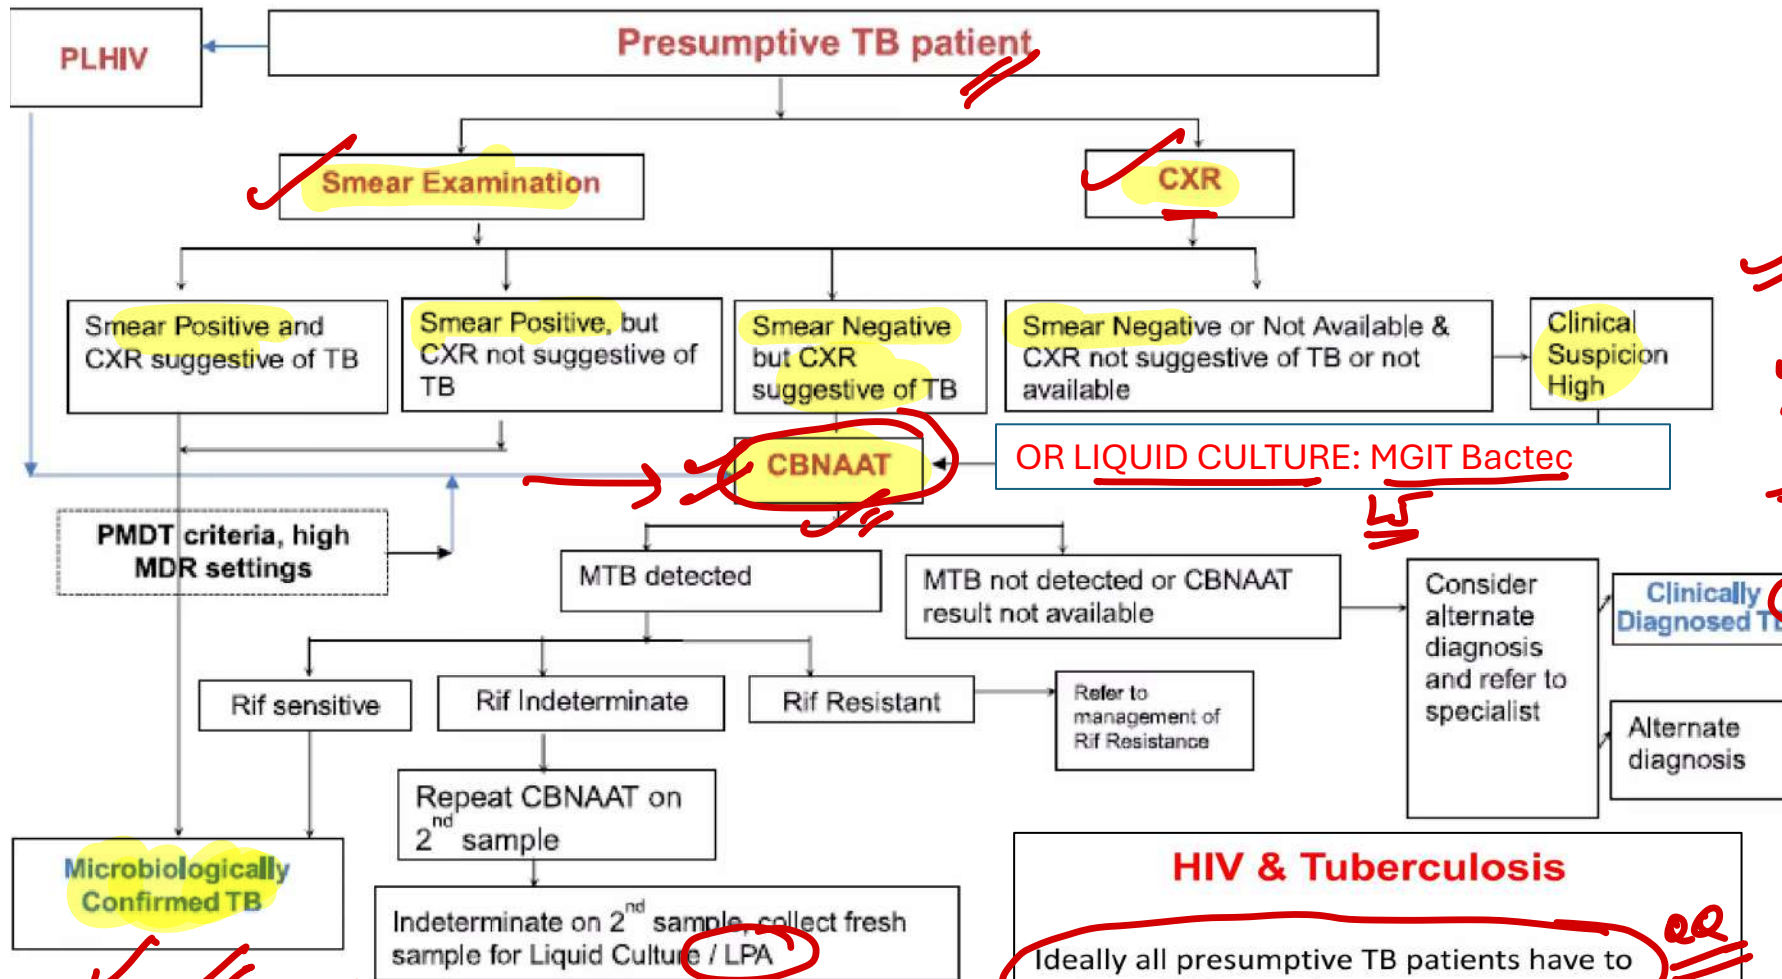 PLHIV
Presumptive TB patient
Smear Examination
CXR
Smear Positive and
CXR suggestive of TB
Smear Positive, but
CXR not suggestive of
TB
Smear Negative
but CXR
suggestive of TB
Smear Negative or Not Available &
CXR not suggestive of TB or not
available
Clinical
Suspicion
High
CBNAAT
OR LIQUID CULTURE: MGIT Bactec
PMDT criteria, high
MDR settings
MTB detected
MTB not detected or CBNAAT
result not available
Consider
alternate
diagnosis
and refer to
specialist
Clinically
Diagnosed TB
Alternate
diagnosis
Rif sensitive
Rif Indeterminate
Rif Resistant
Refer to
management of
Rif Resistance
Repeat CBNAAT on
2nd sample
Microbiologically
Confirmed TB
Indeterminate on 2nd sample, collect fresh
sample for Liquid Culture / LPA
HIV & Tuberculosis
Ideally all presumptive TB patients have to